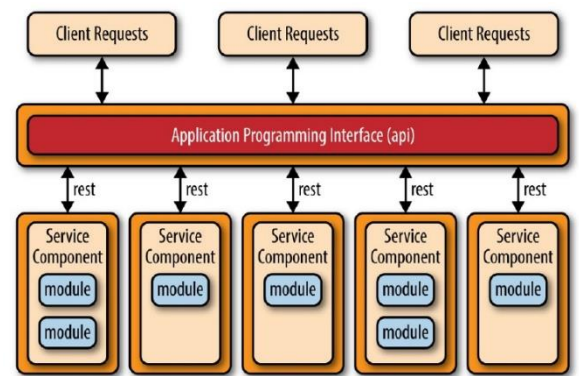 Client Requests
Client Requests
Client Requests
Application Programming Interface (api)
rest
rest
rest
rest
rest
Service
Component
module
module
Service
Component
module
Service
Component
module
Service
Component
module
module
Service
Component
module